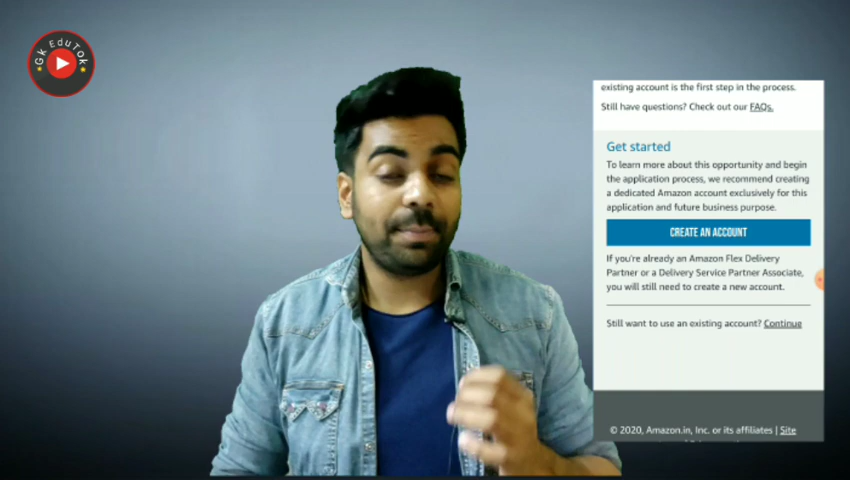 GK EduTok
existing account is the first step in the process.
Still have questions? Check out our FAQs.
Get started
To learn more about this opportunity and begin
the application process, we recommend creating
a dedicated Amazon account exclusively for this
application and future business purpose.
CREATE AN ACCOUNT
If you're already an Amazon Flex Delivery
Partner or a Delivery Service Partner Associate,
you will still need to create a new account.
Still want to use an existing account? Continue
© 2020, Amazon.in, Inc. or its affiliates | Site